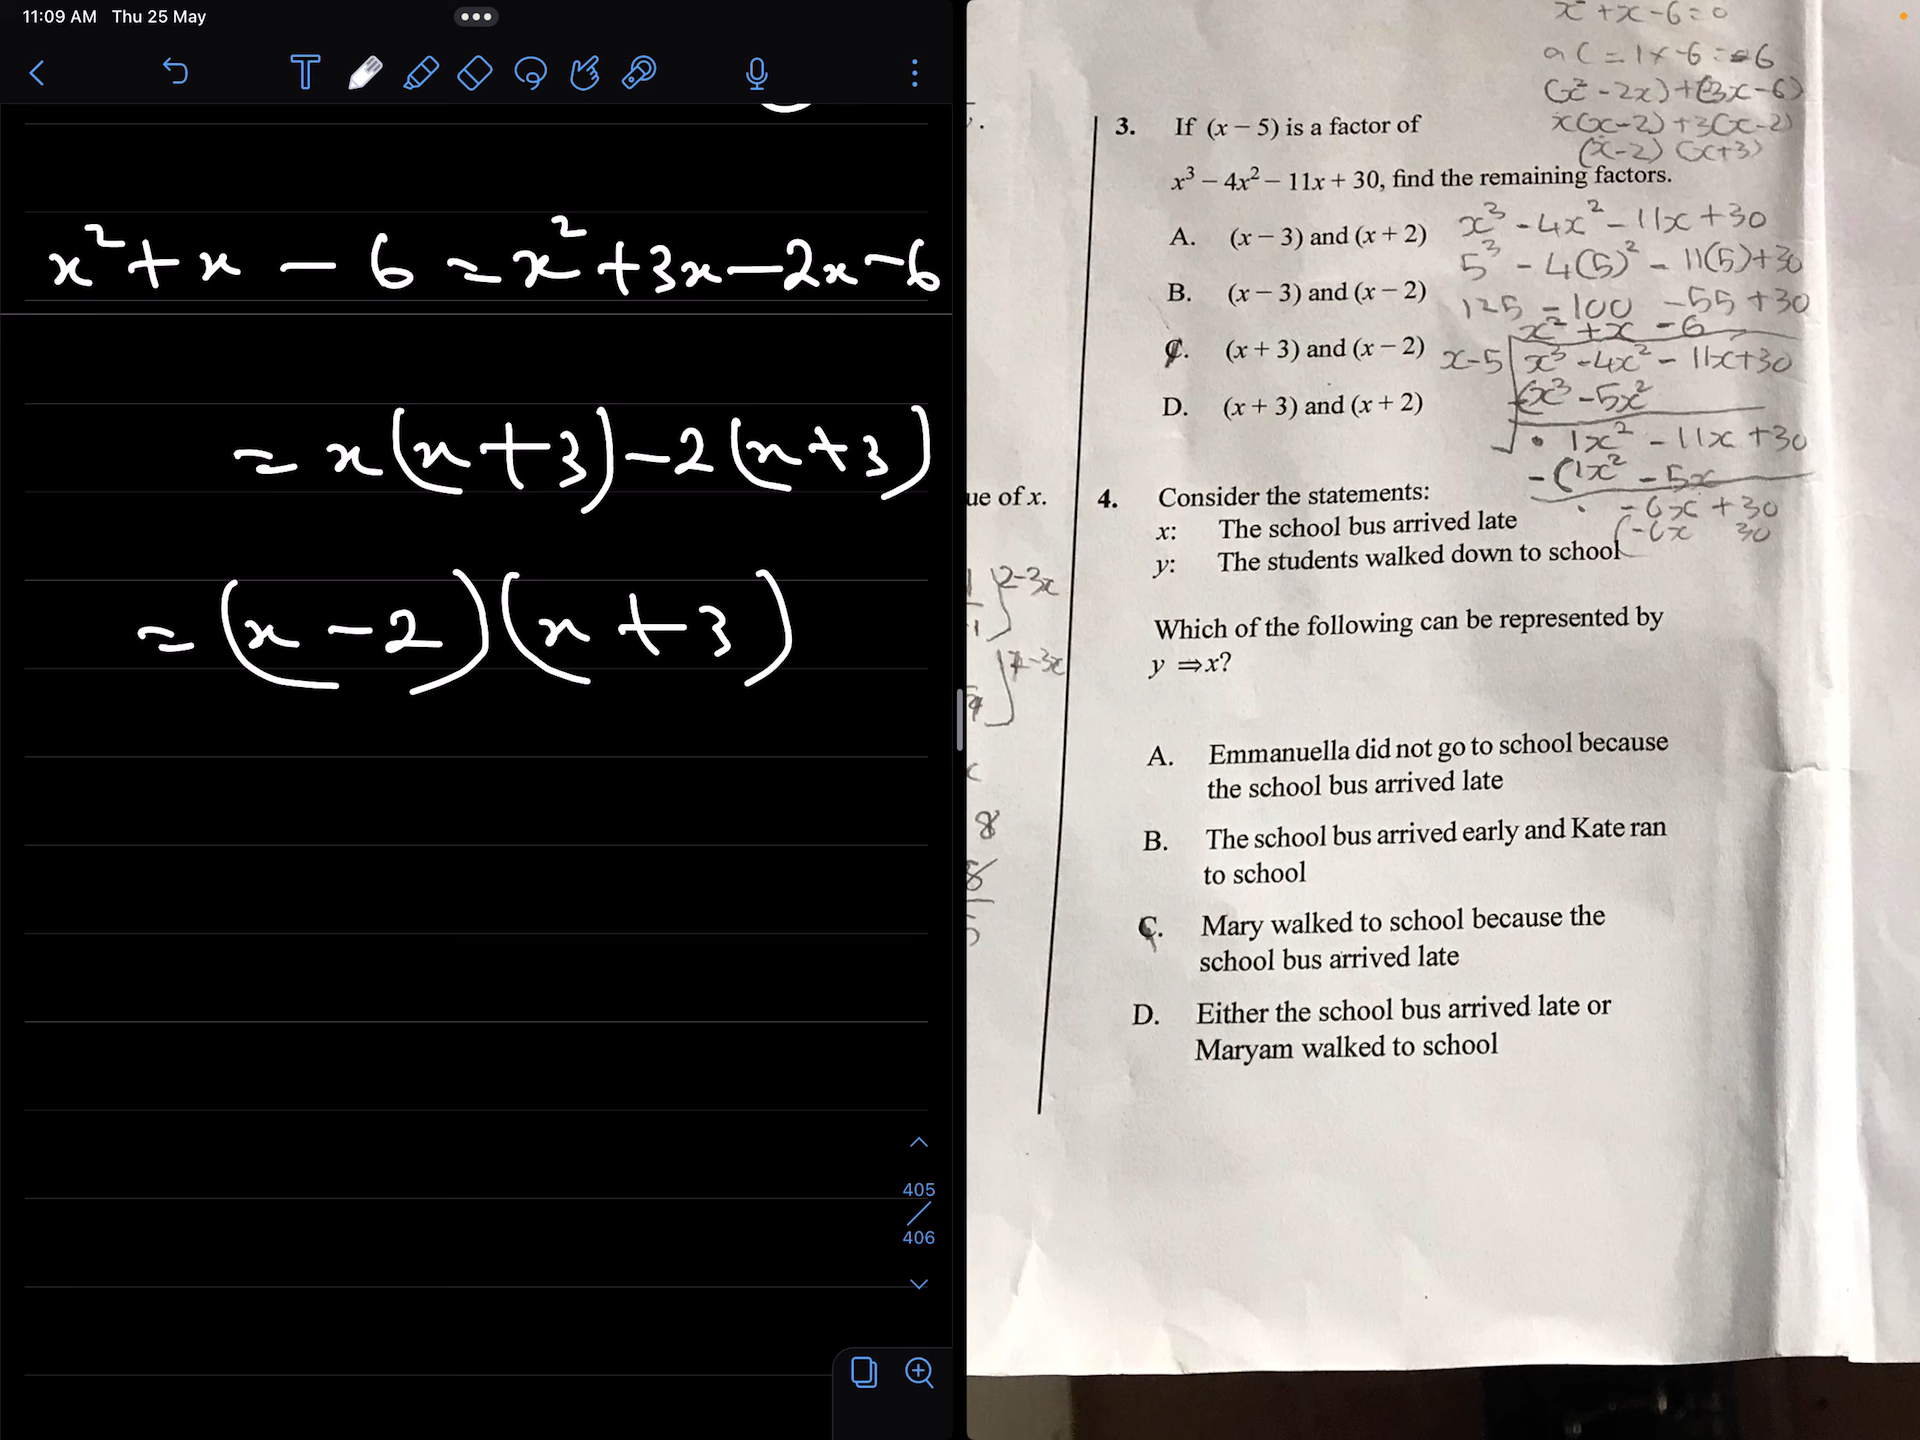 11:09 AM Thu 25 May
x² + x - 6 = x² + 3x - 2x - 6
= x(x + 3) - 2(x + 3)
= (x - 2)(x + 3)
405
406
x² + x - 6 = 0
ac = 1x-6 = -6
(x² - 2x) + (3x - 6)
x(x - 2) + 3(x - 2)
(x - 2) (x + 3)
3. If (x – 5) is a factor of
x³ – 4x² – 11x + 30, find the remaining factors.
x³ - 4x² - 11x + 30
A. (x – 3) and (x + 2)
5³ - 4(5)² - 11(5) + 30
B. (x – 3) and (x – 2)
125 - 100 - 55 + 30
x² + x - 6
C. (x + 3) and (x – 2)
x-5 x³ - 4x² - 11x + 30
x³ - 5x²
D. (x + 3) and (x + 2)
1x² - 11x + 30
-(1x² - 5x
-6x + 30
(-6x 30
ue of x.
4. Consider the statements:
x: The school bus arrived late
y: The students walked down to school
2-3x
-3x
8
8
Which of the following can be represented by
y ⇒ x?
A. Emmanuella did not go to school because
the school bus arrived late
B. The school bus arrived early and Kate ran
to school
C. Mary walked to school because the
school bus arrived late
D. Either the school bus arrived late or
Maryam walked to school